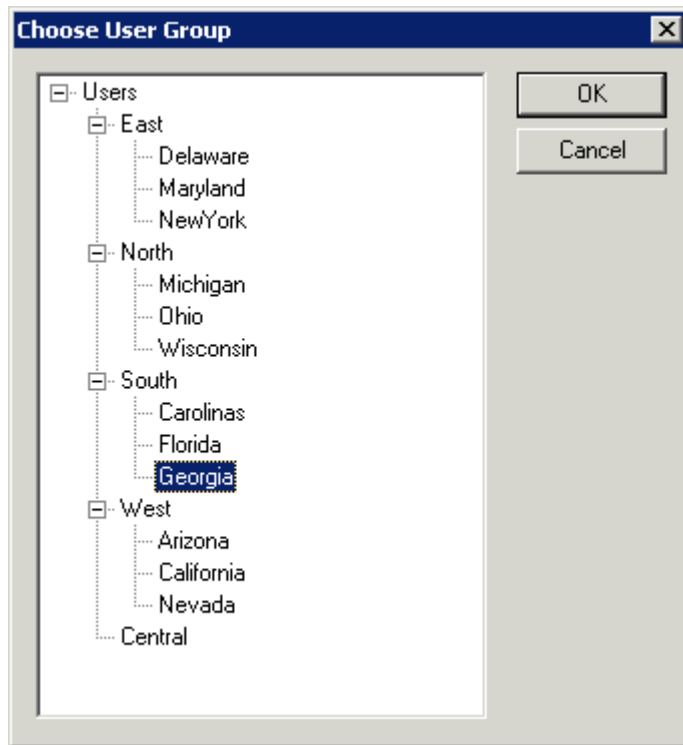 Choose User Group
Users
East
Delaware
Maryland
NewYork
North
Michigan
Ohio
Wisconsin
South
Carolinas
Florida
Georgia
West
Arizona
California
Nevada
Central
OK
Cancel